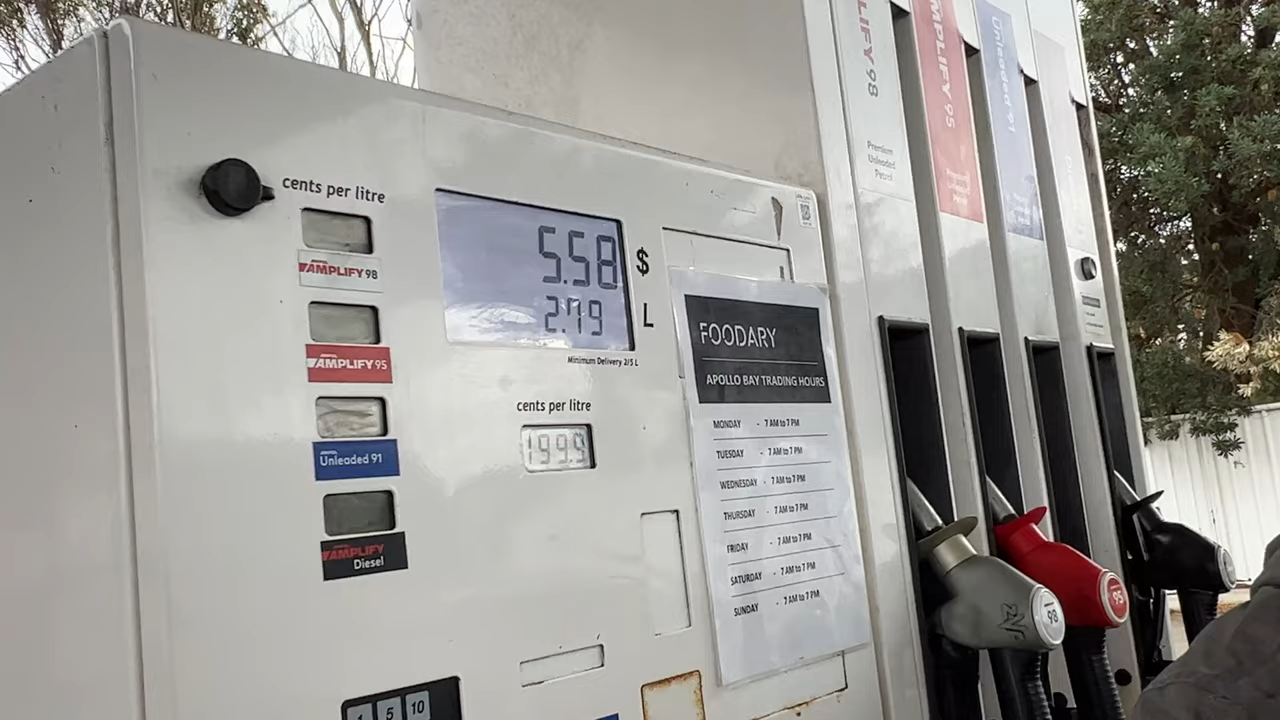 cents per litre
AMPLIFY 98
AMPLIFY 95
Unleaded 91
AMPLIFY
Diesel
5.58 $
2.79 L
Minimum Delivery 2/5 L
cents per litre
199.9
1 5 10
FOODARY
APOLLO BAY TRADING HOURS
MONDAY - 7 AM to 7 PM
TUESDAY - 7 AM to 7 PM
WEDNESDAY - 7 AM to 7 PM
THURSDAY - 7 AM to 7 PM
FRIDAY - 7 AM to 7 PM
SATURDAY - 7 AM to 7 PM
SUNDAY - 7 AM to 7 PM
LIFY 98
Premium
Unleaded
Petrol
MPLIFY 95
Premium
Unleaded
Petrol
Unleaded 91
98
95